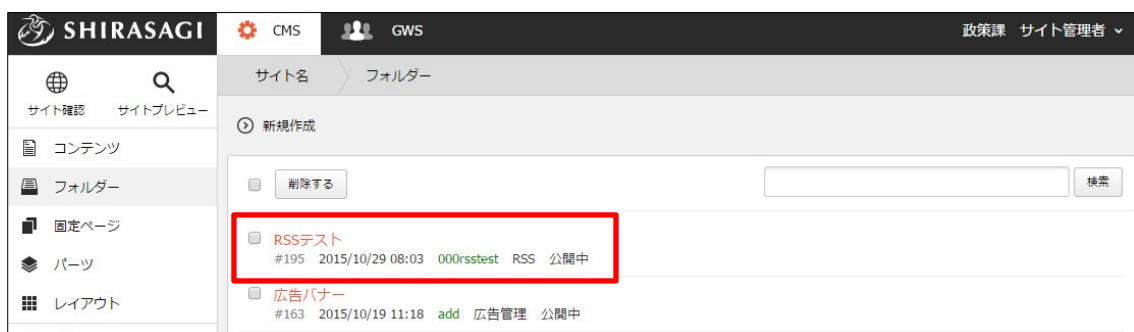 SHIRASAGI CMS GWS 政策課 サイト管理者
サイト確認 サイトプレビュー
サイト名 フォルダー
新規作成
コンテンツ
フォルダー
固定ページ
パーツ
レイアウト
削除する 検索
RSSテスト
#195 2015/10/29 08:03 000rsstest RSS 公開中
広告バナー
#163 2015/10/19 11:18 add 広告管理 公開中